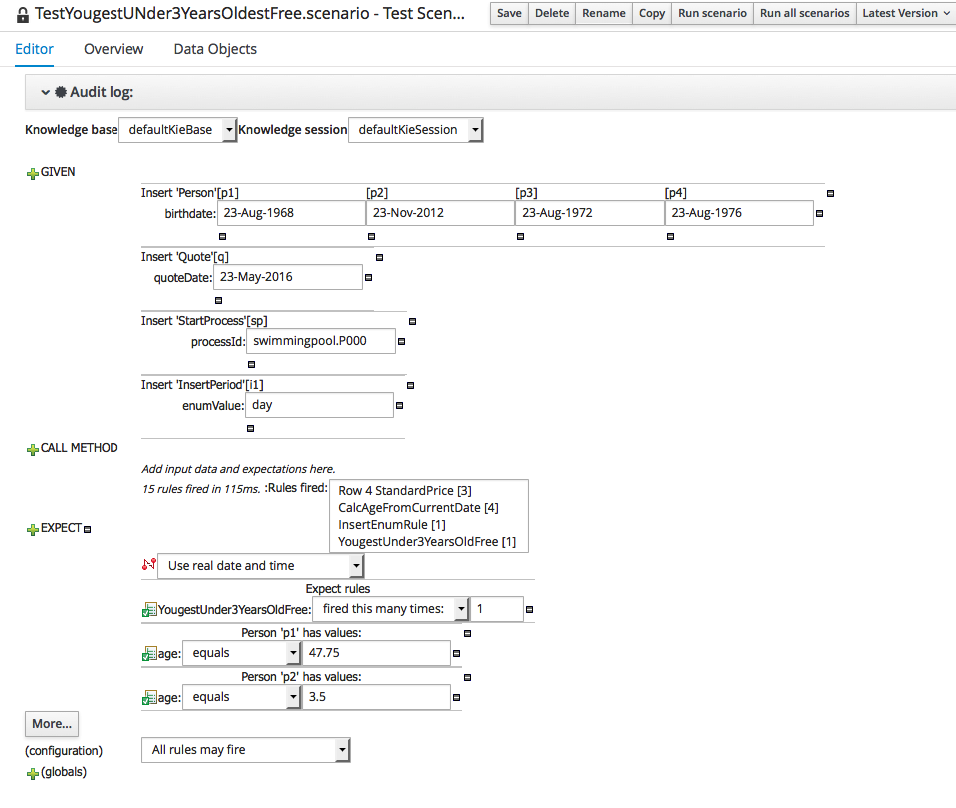 TestYougestUNder3YearsOldestFree.scenario - Test Scen...
Save Delete Rename Copy Run scenario Run all scenarios Latest Version
Editor Overview Data Objects
Audit log:
Knowledge base defaultKieBase Knowledge session defaultKieSession
GIVEN
Insert 'Person'[p1] [p2] [p3] [p4]
birthdate: 23-Aug-1968 23-Nov-2012 23-Aug-1972 23-Aug-1976
Insert 'Quote'[q]
quoteDate: 23-May-2016
Insert 'StartProcess'[sp]
processId: swimmingpool.P000
Insert 'InsertPeriod'[i1]
enumValue: day
CALL METHOD
Add input data and expectations here.
15 rules fired in 115ms. :Rules fired:
Row 4 StandardPrice [3]
CalcAgeFromCurrentDate [4]
InsertEnumRule [1]
YougestUnder3YearsOldFree [1]
EXPECT
Use real date and time
Expect rules
YougestUnder3YearsOldFree: fired this many times: 1
Person 'p1' has values:
age: equals 47.75
Person 'p2' has values:
age: equals 3.5
More...
(configuration) All rules may fire
(globals)